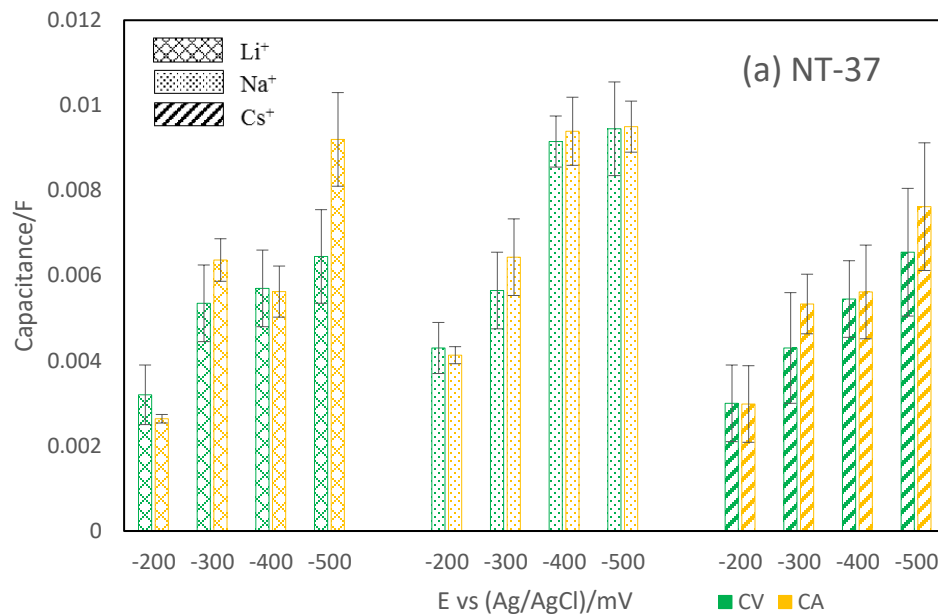 0.012
0.01
0.008
0.006
0.004
0.002
0
Capacitance/F
Li⁺
Na⁺
Cs⁺
(a) NT-37
-200 -300 -400 -500 -200 -300 -400 -500 -200 -300 -400 -500
E vs (Ag/AgCl)/mV
CV CA